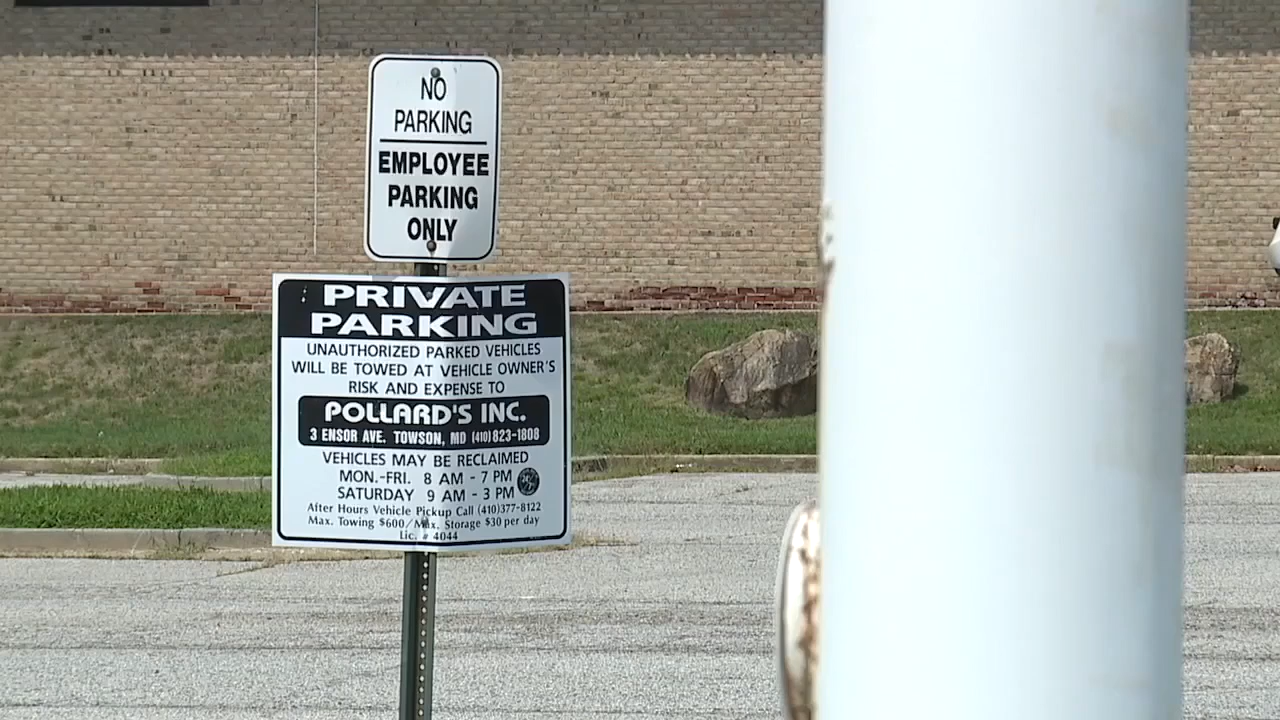 NO
PARKING
EMPLOYEE
PARKING
ONLY
PRIVATE
PARKING
UNAUTHORIZED PARKED VEHICLES
WILL BE TOWED AT VEHICLE OWNER'S
RISK AND EXPENSE TO
POLLARD'S INC.
3 ENSOR AVE. TOWSON, MD (410)823-1808
VEHICLES MAY BE RECLAIMED
MON.-FRI. 8 AM - 7 PM
SATURDAY 9 AM - 3 PM
After Hours Vehicle Pickup Call (410)377-8122
Max. Towing $600/Max. Storage $30 per day
Lic. # 4044